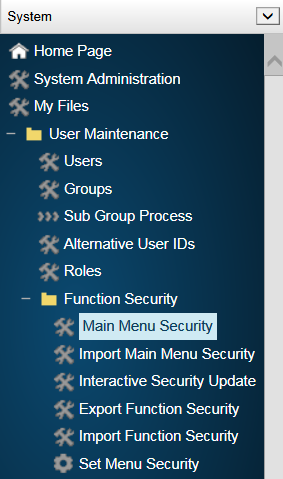 System
Home Page
System Administration
My Files
User Maintenance
Users
Groups
Sub Group Process
Alternative User IDs
Roles
Function Security
Main Menu Security
Import Main Menu Security
Interactive Security Update
Export Function Security
Import Function Security
Set Menu Security